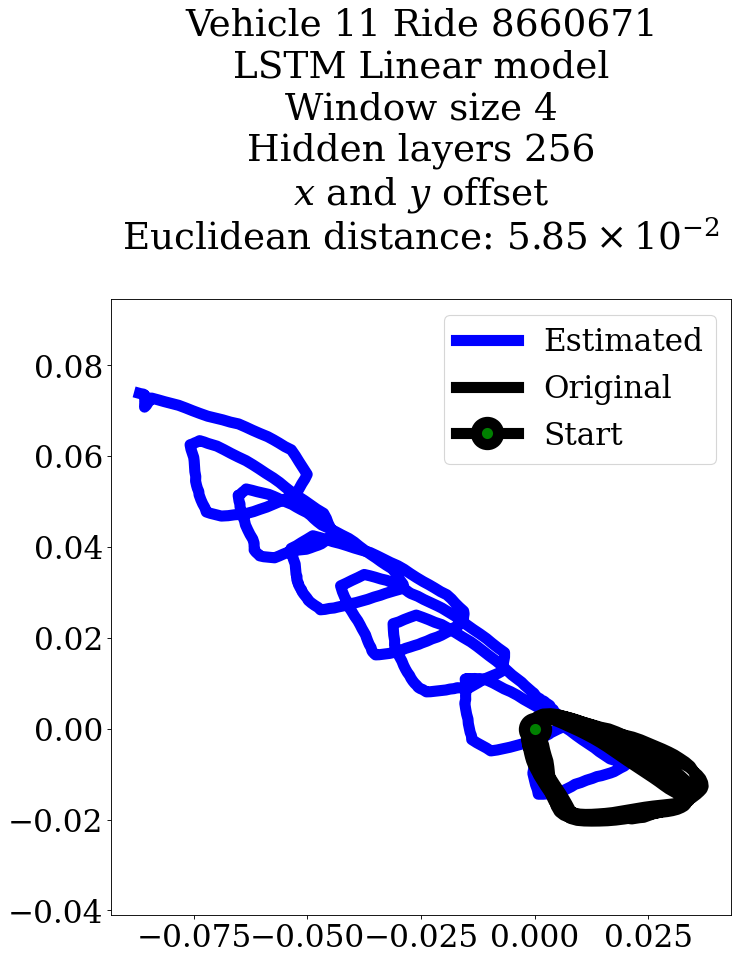 Vehicle 11 Ride 8660671
LSTM Linear model
Window size 4
Hidden layers 256
x and y offset
Euclidean distance: 5.85 × 10⁻²
Estimated
Original
Start
0.08
0.06
0.04
0.02
0.00
−0.02
−0.04
−0.075 −0.050 −0.025 0.000 0.025